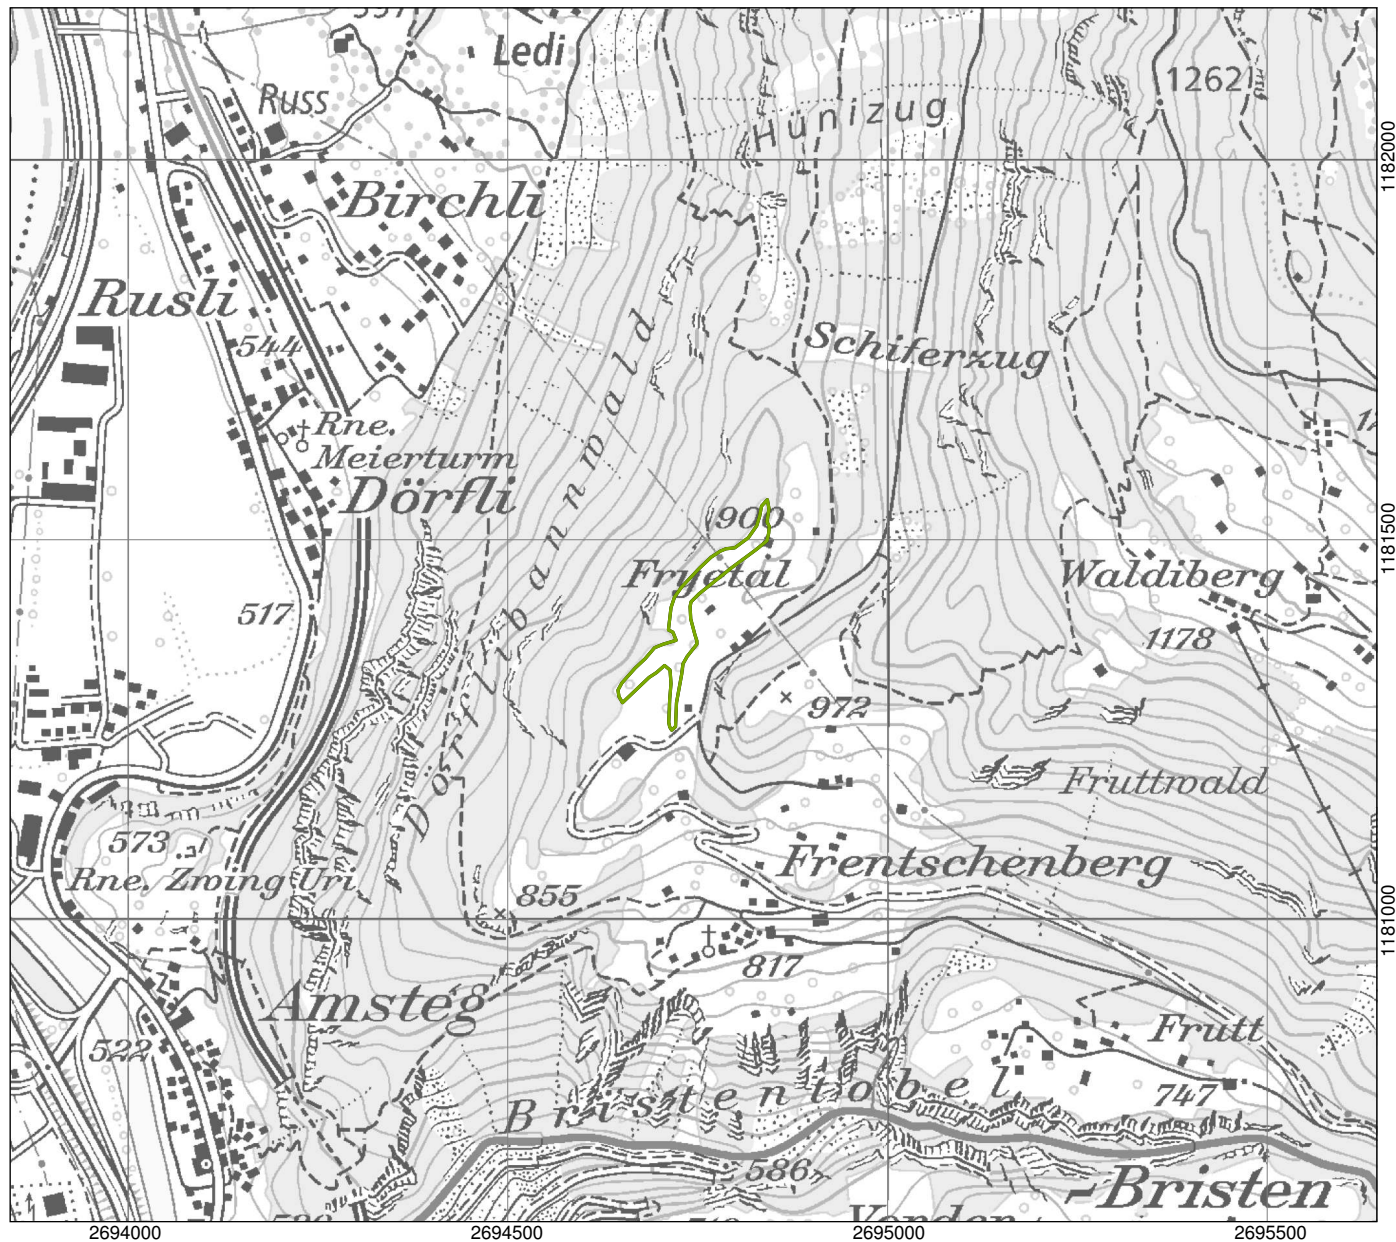 Ledi
1262
Russ
Hünizug
1182000
Birchli
Rusli
544
Schiferzug
Rne.
Meierturm
Dörfli
900
1181500
Fryetal
Waldiberg
517
1178
Dörflibannwald
972
Fruttwald
573
Frentschenberg
Rne. Zwing Uri
855
1181000
817
Amsteg
522
Frutt
747
Bristentobel
586
Bristen
2694000
2694500
2695000
2695500